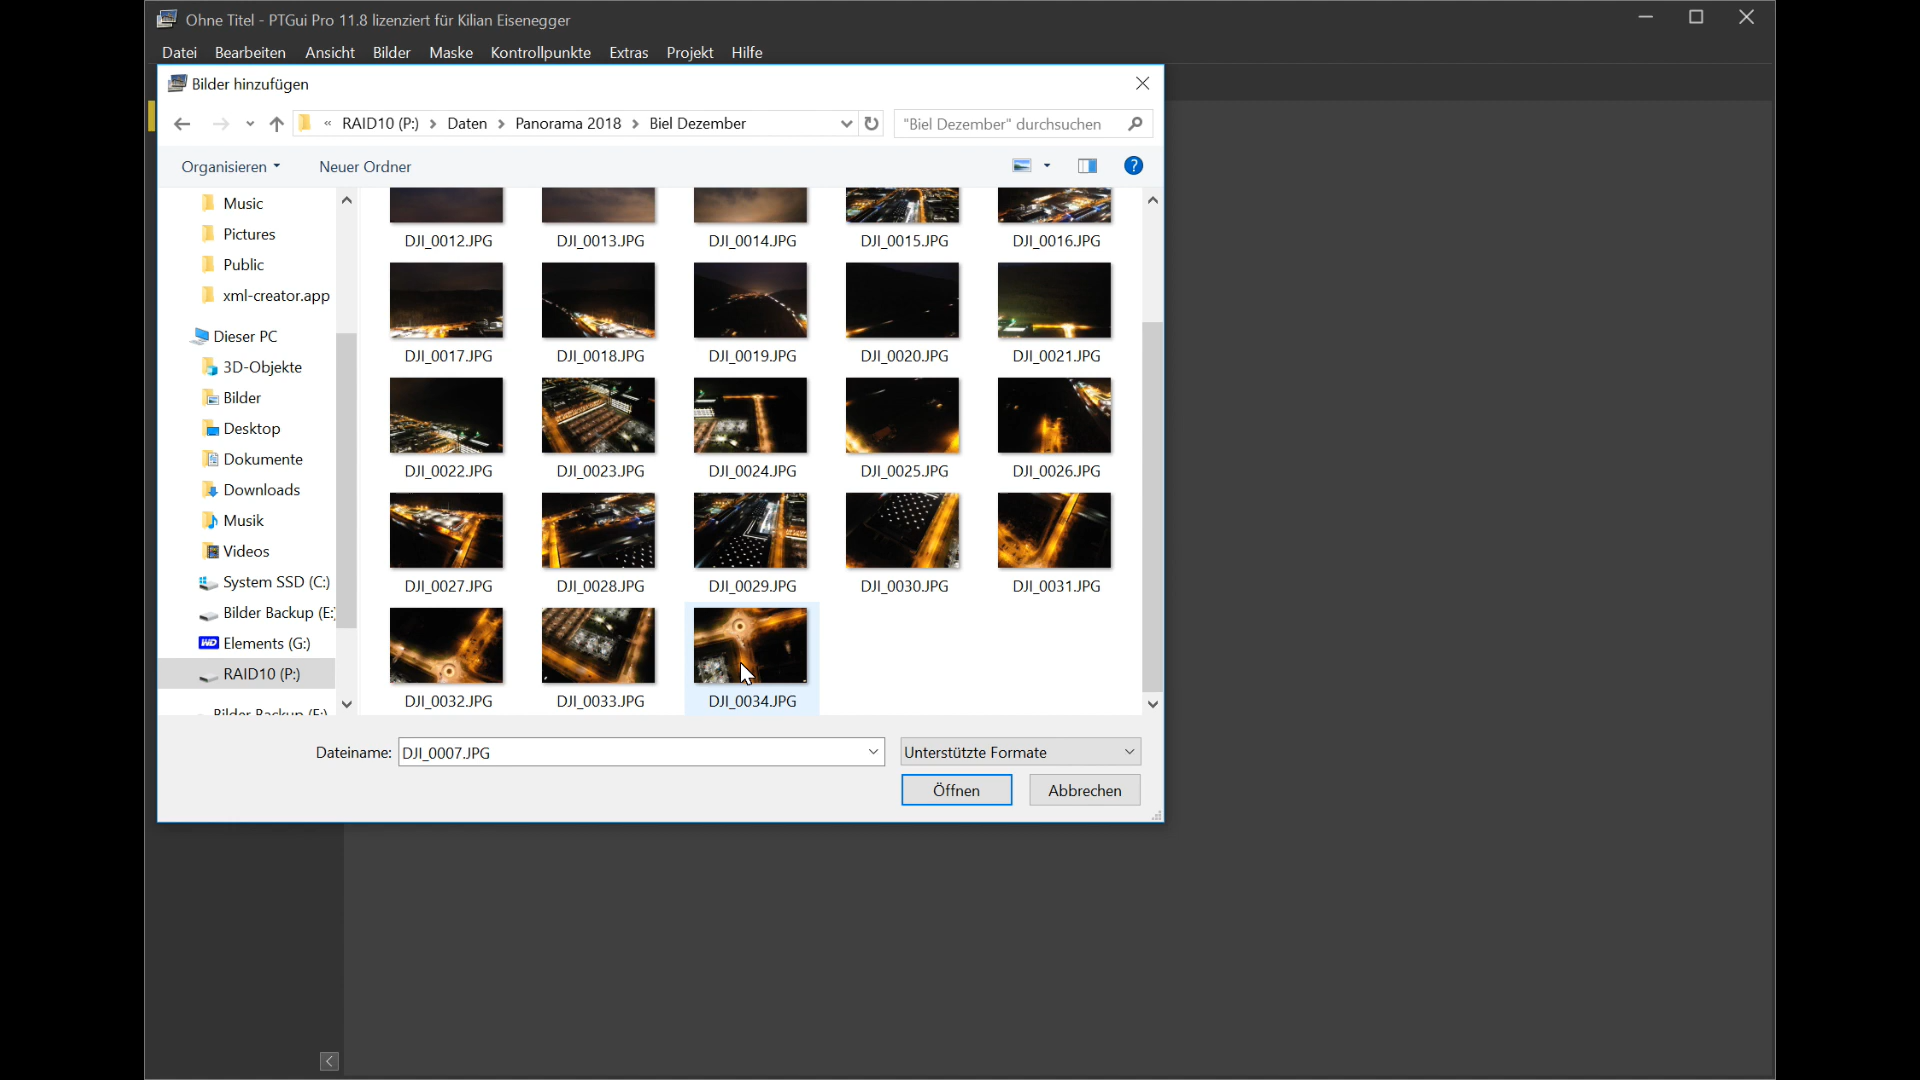 Ohne Titel - PTGui Pro 11.8 lizenziert für Kilian Eisenegger
Datei Bearbeiten Ansicht Bilder Maske Kontrollpunkte Extras Projekt Hilfe
Bilder hinzufügen
« RAID10 (P:) > Daten > Panorama 2018 > Biel Dezember
"Biel Dezember" durchsuchen
Organisieren Neuer Ordner ?
Music
Pictures
Public
xml-creator.app
Dieser PC
3D-Objekte
Bilder
Desktop
Dokumente
Downloads
Musik
Videos
System SSD (C:)
Bilder Backup (E:)
WD Elements (G:)
RAID10 (P:)
Bilder Backup (E:)
DJI_0012.JPG DJI_0013.JPG DJI_0014.JPG DJI_0015.JPG DJI_0016.JPG
DJI_0017.JPG DJI_0018.JPG DJI_0019.JPG DJI_0020.JPG DJI_0021.JPG
DJI_0022.JPG DJI_0023.JPG DJI_0024.JPG DJI_0025.JPG DJI_0026.JPG
DJI_0027.JPG DJI_0028.JPG DJI_0029.JPG DJI_0030.JPG DJI_0031.JPG
DJI_0032.JPG DJI_0033.JPG DJI_0034.JPG
Dateiname: DJI_0007.JPG Unterstützte Formate
Öffnen Abbrechen